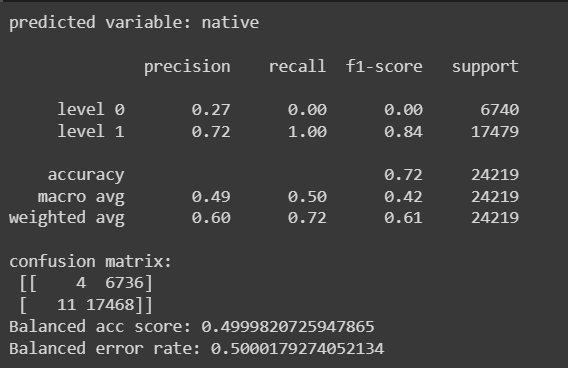 predicted variable: native
precision recall f1-score support
level 0 0.27 0.00 0.00 6740
level 1 0.72 1.00 0.84 17479
accuracy 0.72 24219
macro avg 0.49 0.50 0.42 24219
weighted avg 0.60 0.72 0.61 24219
confusion matrix:
[[ 4 6736]
[ 11 17468]]
Balanced acc score: 0.4999820725947865
Balanced error rate: 0.5000179274052134